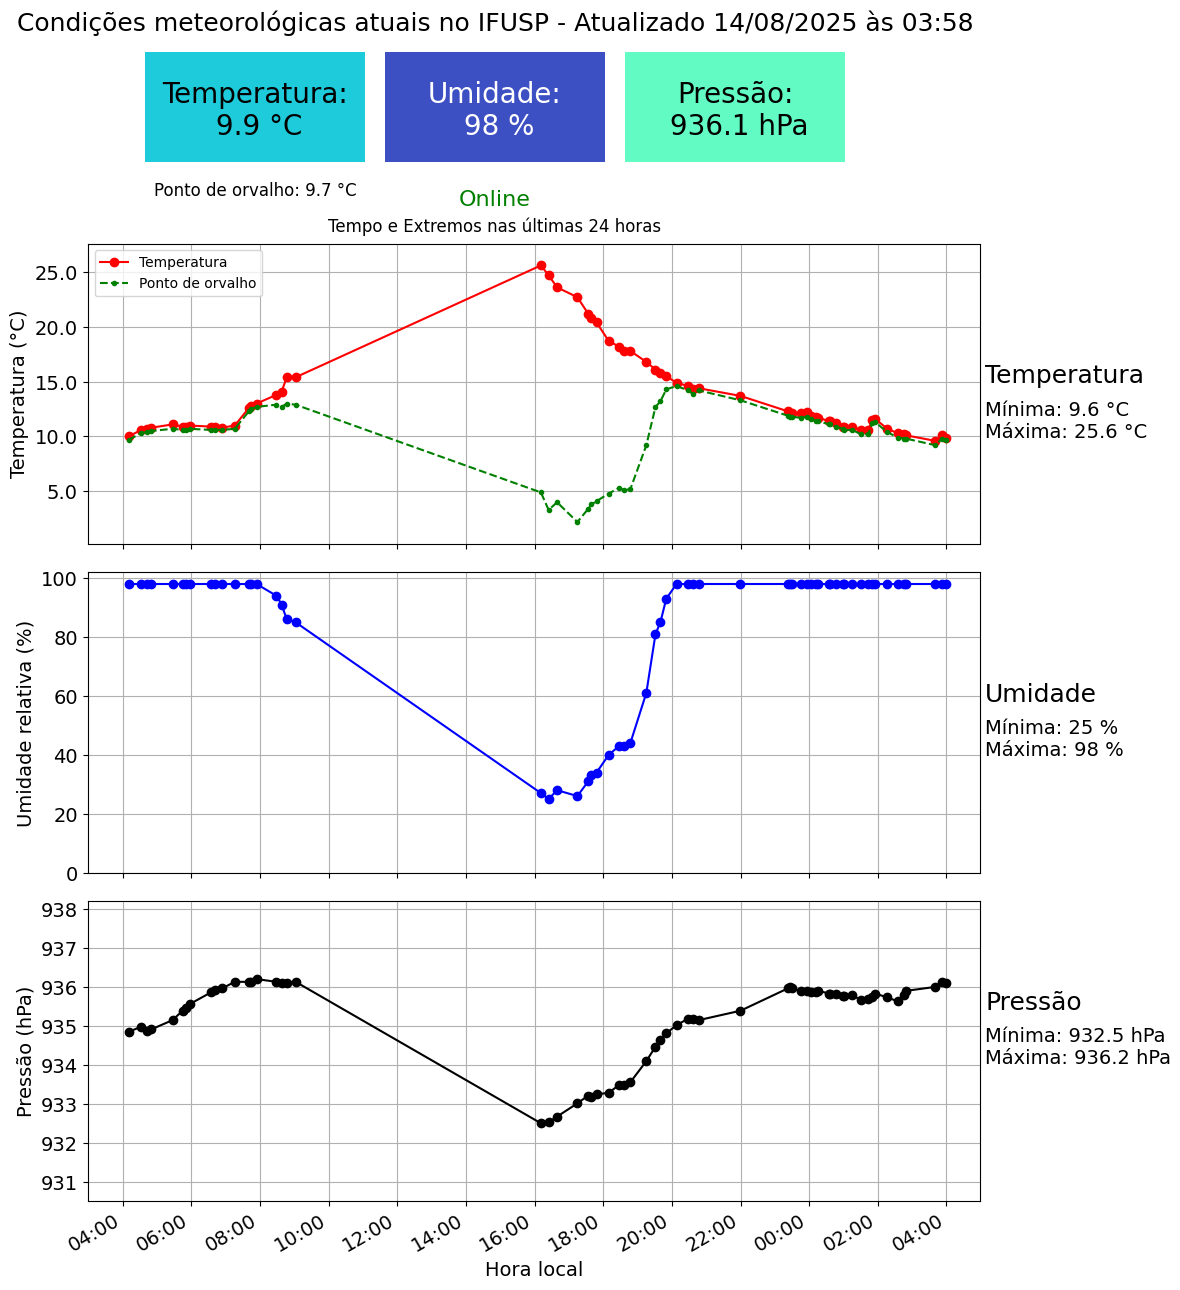 Condições meteorológicas atuais no IFUSP - Atualizado 14/08/2025 às 03:58
Temperatura:
9.9 °C
Umidade:
98 %
Pressão:
936.1 hPa
Ponto de orvalho: 9.7 °C
Online
Tempo e Extremos nas últimas 24 horas
Temperatura
Ponto de orvalho
Temperatura (°C)
25.0
20.0
15.0
10.0
5.0
Temperatura
Mínima: 9.6 °C
Máxima: 25.6 °C
Umidade relativa (%)
100
80
60
40
20
0
Umidade
Mínima: 25 %
Máxima: 98 %
Pressão (hPa)
938
937
936
935
934
933
932
931
Pressão
Mínima: 932.5 hPa
Máxima: 936.2 hPa
04:00
06:00
08:00
10:00
12:00
14:00
16:00
18:00
20:00
22:00
00:00
02:00
04:00
Hora local